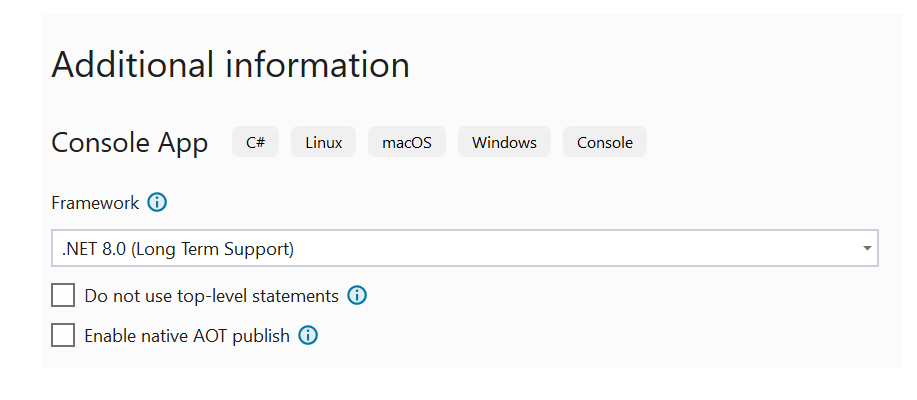 Additional information
Console App C# Linux macOS Windows Console
Framework
.NET 8.0 (Long Term Support)
Do not use top-level statements
Enable native AOT publish